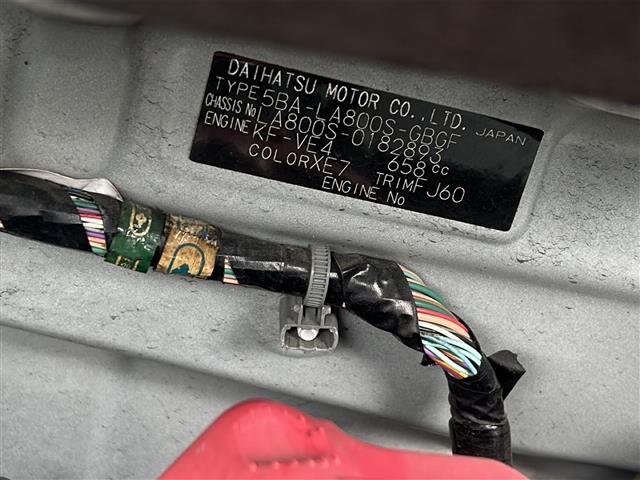 DAIHATSU MOTOR CO.,LTD. JAPAN
TYPE 5BA-LA800S-GBGF
CHASSIS No LA800S-0182893
ENGINE KF-VE4 658cc
COLOR XE7 TRIM FJ60
ENGINE No